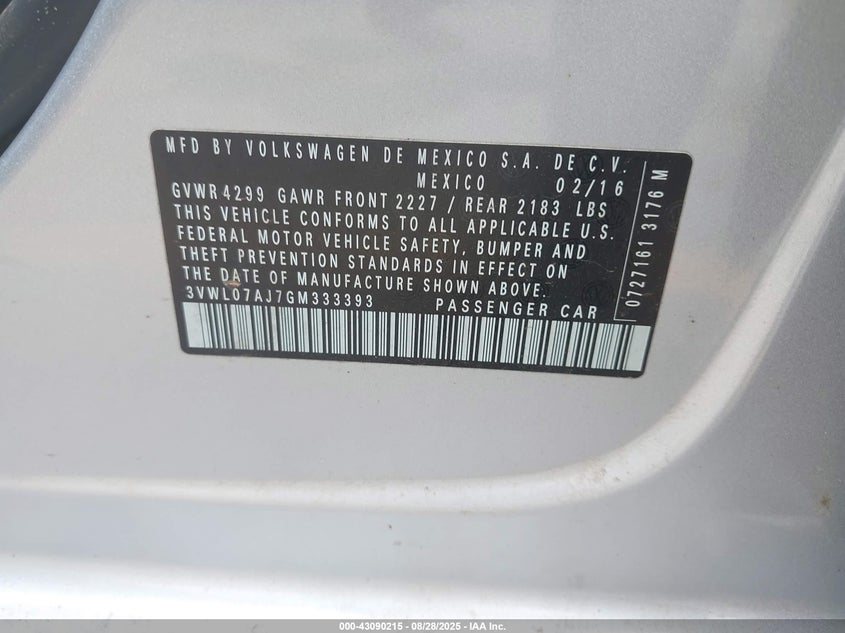 MFD BY VOLKSWAGEN DE MEXICO S.A. DE C.V.
MEXICO 02/16
GVWR 4299 GAWR FRONT 2227 / REAR 2183 LBS
THIS VEHICLE CONFORMS TO ALL APPLICABLE U.S.
FEDERAL MOTOR VEHICLE SAFETY, BUMPER AND
THEFT PREVENTION STANDARDS IN EFFECT ON
THE DATE OF MANUFACTURE SHOWN ABOVE.
3VWL07AJ7GM333393 PASSENGER CAR
0727161 3176 M
000-43090215 - 08/28/2025 - IAA Inc.